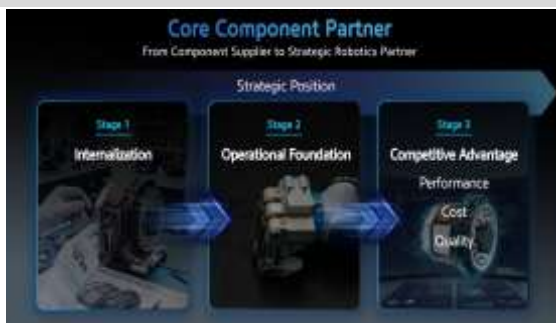 Core Component Partner
From Component Supplier to Strategic Robotics Partner
Strategic Position
Stage 1
Internalization
Stage 2
Operational Foundation
Stage 3
Competitive Advantage
Performance
Cost
Quality